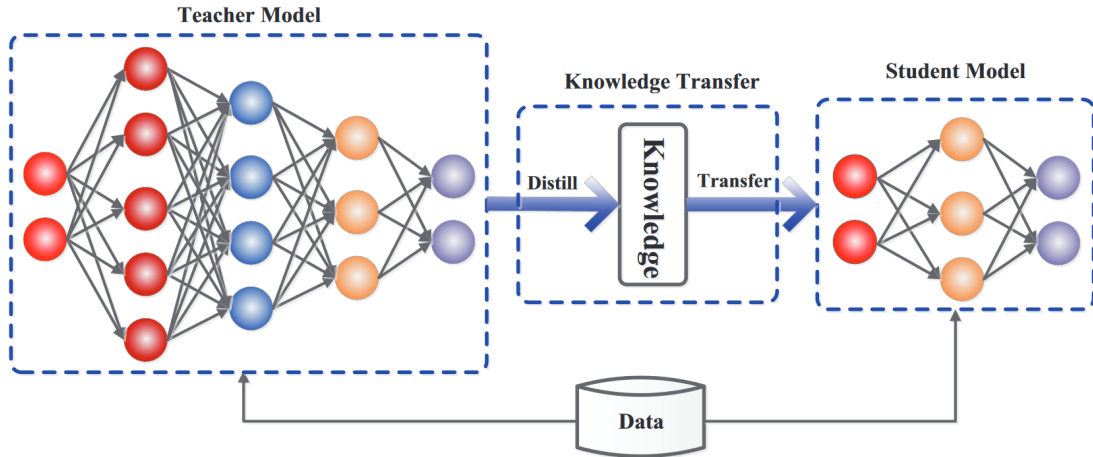 Teacher Model
Knowledge Transfer
Student Model
Distill
Knowledge
Transfer
Data